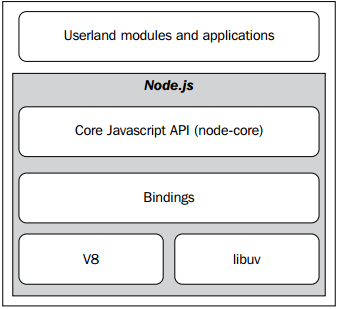 Userland modules and applications
Node.js
Core Javascript API (node-core)
Bindings
V8
libuv